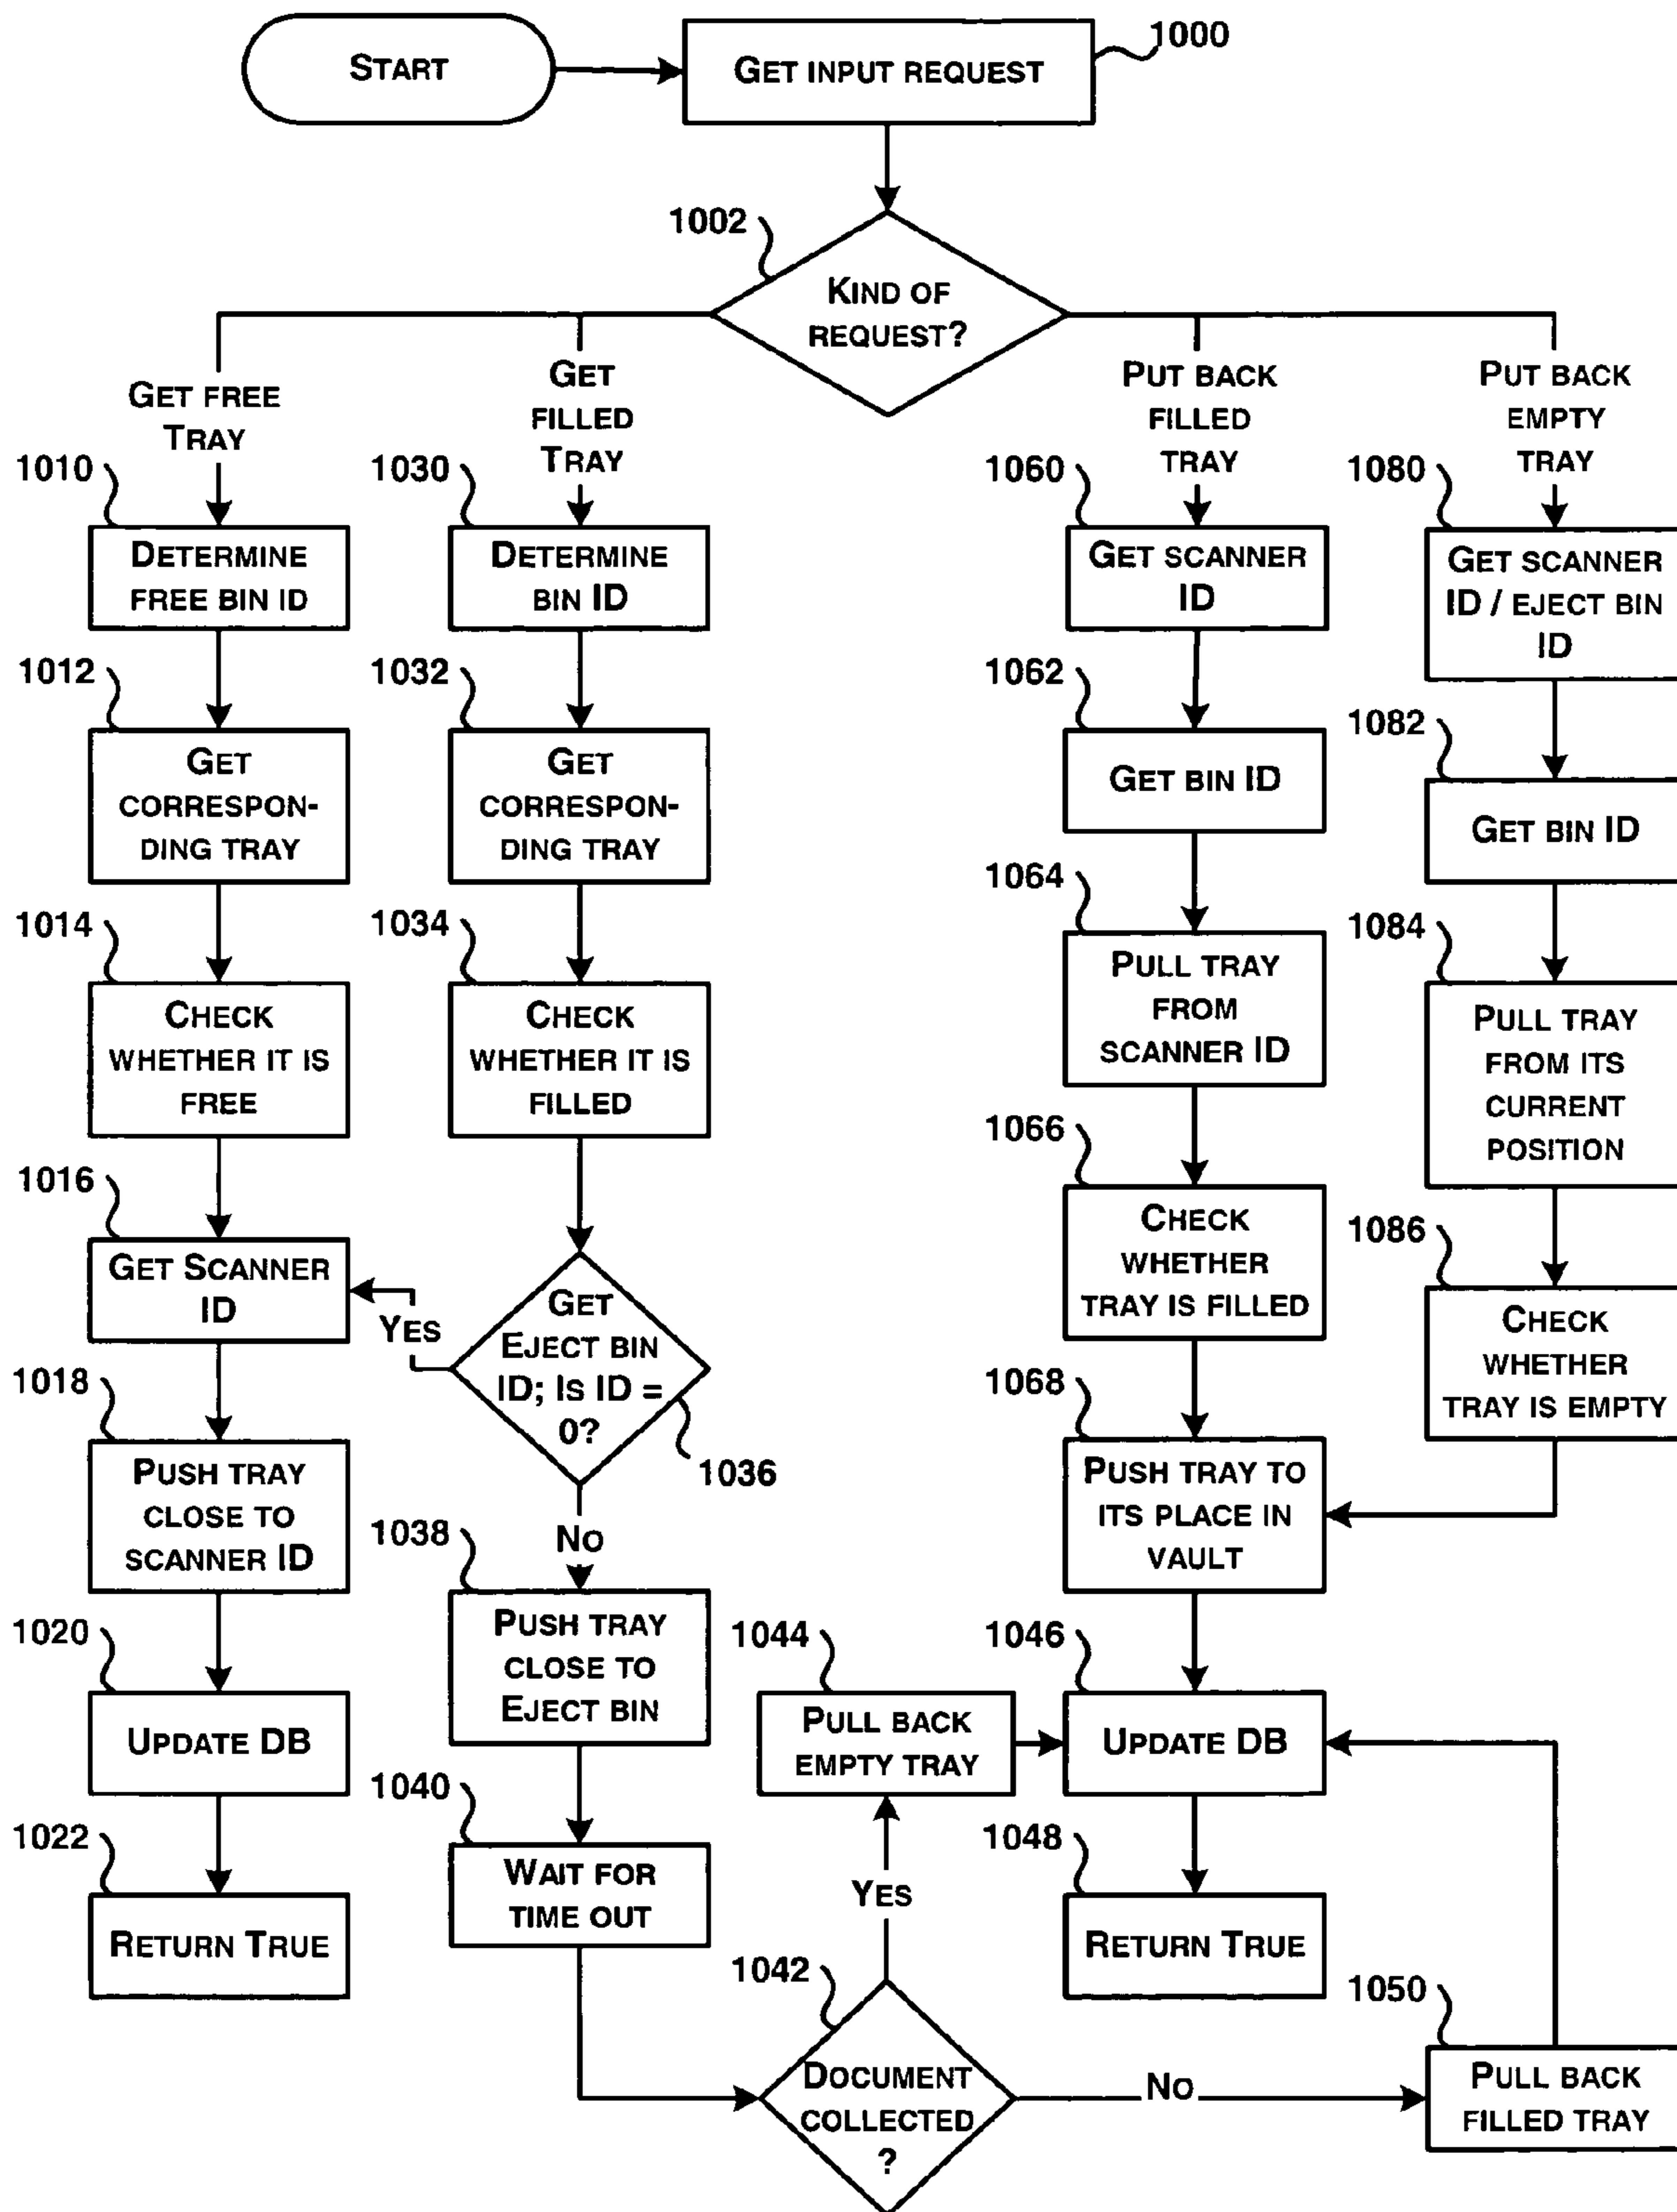 START
GET INPUT REQUEST
1000
1002
KIND OF
REQUEST?
GET FREE
TRAY
GET
FILLED
TRAY
PUT BACK
FILLED
TRAY
PUT BACK
EMPTY
TRAY
1010
DETERMINE
FREE BIN ID
1012
GET
CORRESPON-
DING TRAY
1014
CHECK
WHETHER IT IS
FREE
1016
GET SCANNER
ID
1018
PUSH TRAY
CLOSE TO
SCANNER ID
1020
UPDATE DB
1022
RETURN TRUE
1030
DETERMINE
BIN ID
1032
GET
CORRESPON-
DING TRAY
1034
CHECK
WHETHER IT IS
FILLED
GET
EJECT BIN
ID; IS ID =
0?
1036
YES
NO
1038
PUSH TRAY
CLOSE TO
EJECT BIN
1040
WAIT FOR
TIME OUT
1042
DOCUMENT
COLLECTED
?
YES
NO
1044
PULL BACK
EMPTY TRAY
1060
GET SCANNER
ID
1062
GET BIN ID
1064
PULL TRAY
FROM
SCANNER ID
1066
CHECK
WHETHER
TRAY IS FILLED
1068
PUSH TRAY TO
ITS PLACE IN
VAULT
1046
UPDATE DB
1048
RETURN TRUE
1080
GET SCANNER
ID / EJECT BIN
ID
1082
GET BIN ID
1084
PULL TRAY
FROM ITS
CURRENT
POSITION
1086
CHECK
WHETHER
TRAY IS EMPTY
1050
PULL BACK
FILLED TRAY